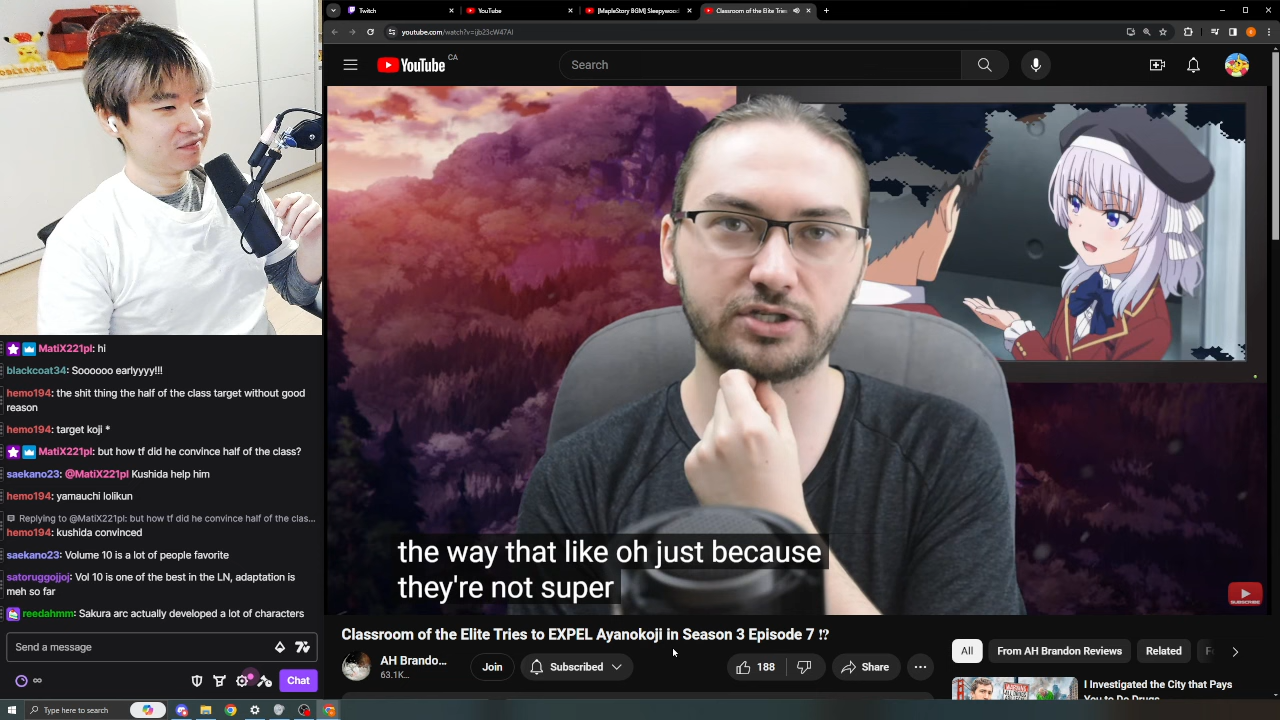 Twitch
YouTube
[MapleStory BGM] Sleepywood
Classroom of the Elite Tries
youtube.com/watch?v=ijb23cW47AI
YouTube CA
Search
MatiX221pl: hi
blackcoat34: Soooooo earlyyyy!!!
hemo194: the shit thing the half of the class target without good
reason
hemo194: target koji *
MatiX221pl: but how tf did he convince half of the class?
saekano23: @MatiX221pl Kushida help him
hemo194: yamauchi lolikun
Replying to @MatiX221pl: but how tf did he convince half of the clas...
hemo194: kushida convinced
saekano23: Volume 10 is a lot of people favorite
satoruggojjoj: Vol 10 is one of the best in the LN, adaptation is
meh so far
reedahmm: Sakura arc actually developed a lot of characters
Send a message
Chat
the way that like oh just because
they're not super
SUBSCRIBE
Classroom of the Elite Tries to EXPEL Ayanokoji in Season 3 Episode 7 !?
AH Brando...
63.1K...
Join
Subscribed
188
Share
All
From AH Brandon Reviews
Related
I Investigated the City that Pays
You to Do Drugs
Type here to search